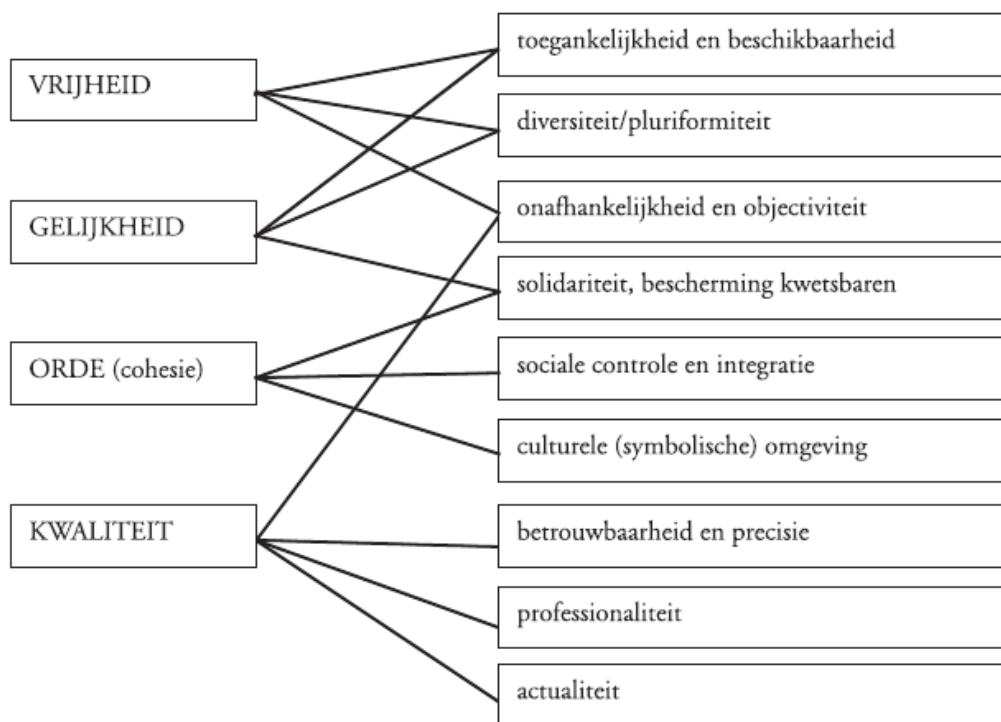 VRIJHEID
GELIJKHEID
ORDE (cohesie)
KWALITEIT
toegankelijkheid en beschikbaarheid
diversiteit/pluriformiteit
onafhankelijkheid en objectiviteit
solidariteit, bescherming kwetsbaren
sociale controle en integratie
culturele (symbolische) omgeving
betrouwbaarheid en precisie
professionaliteit
actualiteit